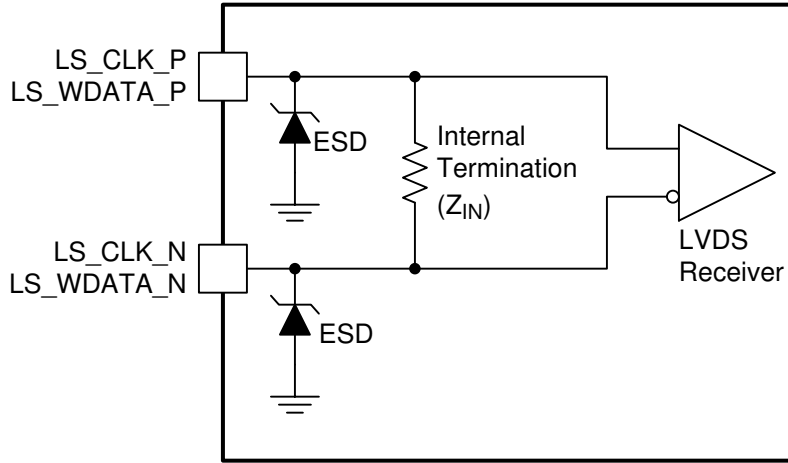 LS_CLK_P
LS_WDATA_P
ESD
Internal
Termination
(Z_IN)
LVDS
Receiver
LS_CLK_N
LS_WDATA_N
ESD